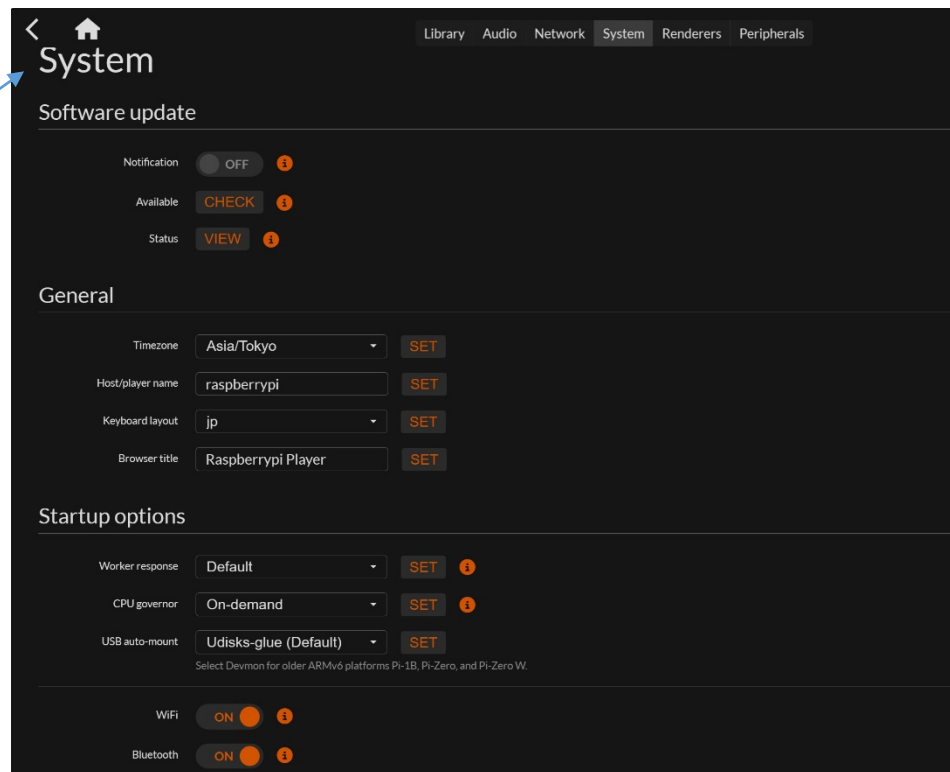 Library Audio Network System Renderers Peripherals
System
Software update
Notification OFF
Available CHECK
Status VIEW
General
Timezone Asia/Tokyo SET
Host/player name raspberrypi SET
Keyboard layout jp SET
Browser title Raspberrypi Player SET
Startup options
Worker response Default SET
CPU governor On-demand SET
USB auto-mount Udisks-glue (Default) SET
Select Devmon for older ARMv6 platforms Pi-1B, Pi-Zero, and Pi-Zero W.
WiFi ON
Bluetooth ON